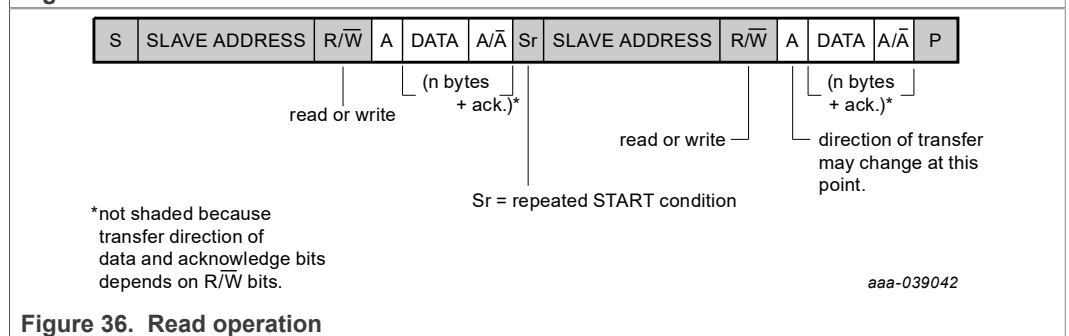 S SLAVE ADDRESS R/W̅ A DATA A/A̅ Sr SLAVE ADDRESS R/W̅ A DATA A/A̅ P
(n bytes
+ ack.)*
(n bytes
+ ack.)*
read or write
read or write
direction of transfer
may change at this
point.
Sr = repeated START condition
*not shaded because
transfer direction of
data and acknowledge bits
depends on R/W̅ bits.
aaa-039042
Figure 36. Read operation